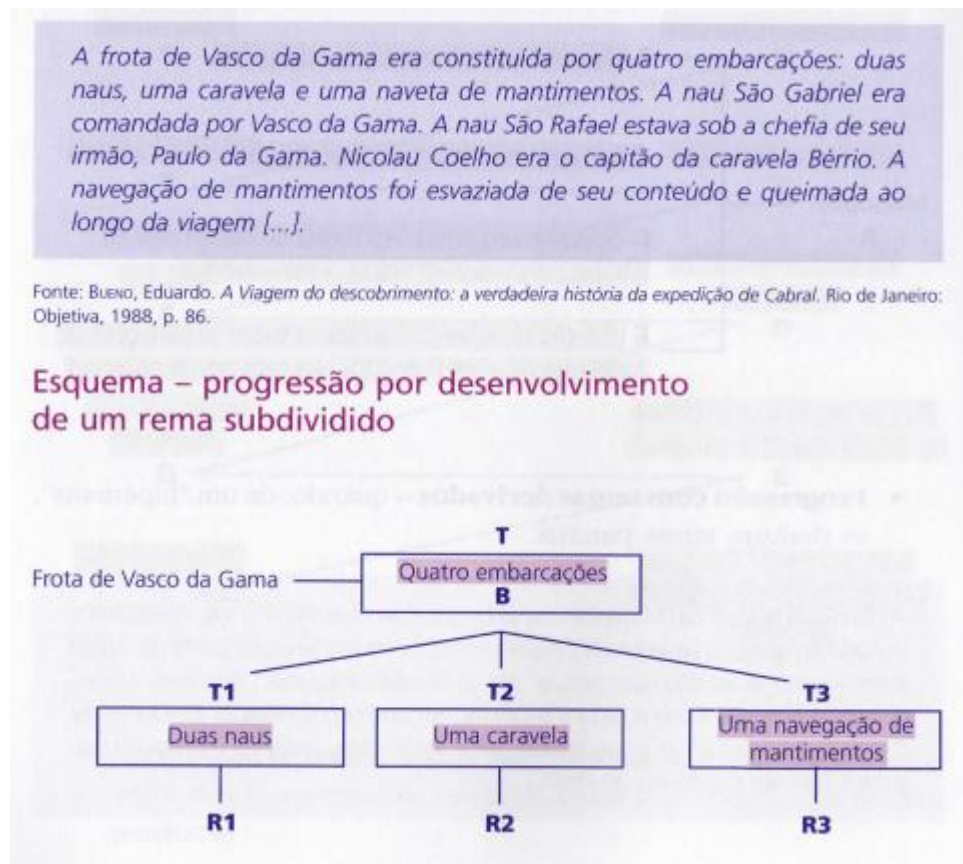 A frota de Vasco da Gama era constituída por quatro embarcações: duas
naus, uma caravela e uma naveta de mantimentos. A nau São Gabriel era
comandada por Vasco da Gama. A nau São Rafael estava sob a chefia de seu
irmão, Paulo da Gama. Nicolau Coelho era o capitão da caravela Bérrio. A
navegação de mantimentos foi esvaziada de seu conteúdo e queimada ao
longo da viagem [...].
Fonte: BUENO, Eduardo. A Viagem do descobrimento: a verdadeira história da expedição de Cabral. Rio de Janeiro:
Objetiva, 1988, p. 86.
Esquema – progressão por desenvolvimento
de um rema subdividido
T
Frota de Vasco da Gama
Quatro embarcações
B
T1 T2 T3
Duas naus
Uma caravela
Uma navegação de
mantimentos
R1 R2 R3